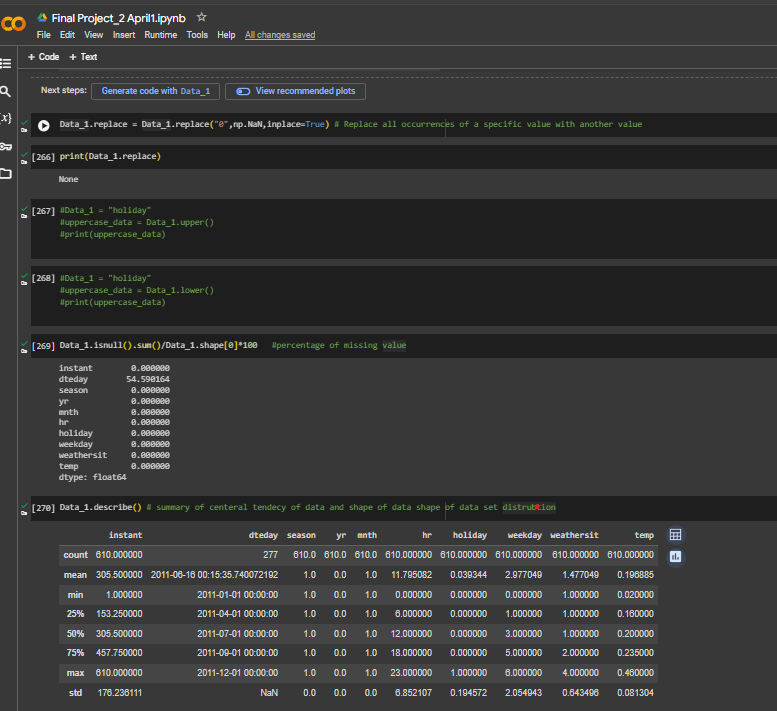 Final Project_2 April1.ipynb
File Edit View Insert Runtime Tools Help All changes saved
+ Code + Text
Next steps: Generate code with Data_1 View recommended plots
Data_1.replace = Data_1.replace("0",np.NaN,inplace=True) # Replace all occurrences of a specific value with another value
[266] print(Data_1.replace)
None
[267] #Data_1 = "holiday"
#uppercase_data = Data_1.upper()
#print(uppercase_data)
[268] #Data_1 = "holiday"
#uppercase_data = Data_1.lower()
#print(uppercase_data)
[269] Data_1.isnull().sum()/Data_1.shape[0]*100 #percentage of missing value
instant 0.000000
dteday 54.590164
season 0.000000
yr 0.000000
mnth 0.000000
hr 0.000000
holiday 0.000000
weekday 0.000000
weathersit 0.000000
temp 0.000000
dtype: float64
[270] Data_1.describe() # summary of centeral tendecy of data and shape of data shape of data set distrubtion
instant dteday season yr mnth hr holiday weekday weathersit temp
count 610.000000 277 610.0 610.0 610.0 610.000000 610.000000 610.000000 610.000000 610.000000
mean 305.500000 2011-06-16 00:15:35.740072192 1.0 0.0 1.0 11.795082 0.039344 2.977049 1.477049 0.196885
min 1.000000 2011-01-01 00:00:00 1.0 0.0 1.0 0.000000 0.000000 0.000000 1.000000 0.020000
25% 153.250000 2011-04-01 00:00:00 1.0 0.0 1.0 6.000000 0.000000 1.000000 1.000000 0.160000
50% 305.500000 2011-07-01 00:00:00 1.0 0.0 1.0 12.000000 0.000000 3.000000 1.000000 0.200000
75% 457.750000 2011-09-01 00:00:00 1.0 0.0 1.0 18.000000 0.000000 5.000000 2.000000 0.235000
max 610.000000 2011-12-01 00:00:00 1.0 0.0 1.0 23.000000 1.000000 6.000000 4.000000 0.460000
std 176.236111 NaN 0.0 0.0 0.0 6.852107 0.194572 2.054943 0.643496 0.081304